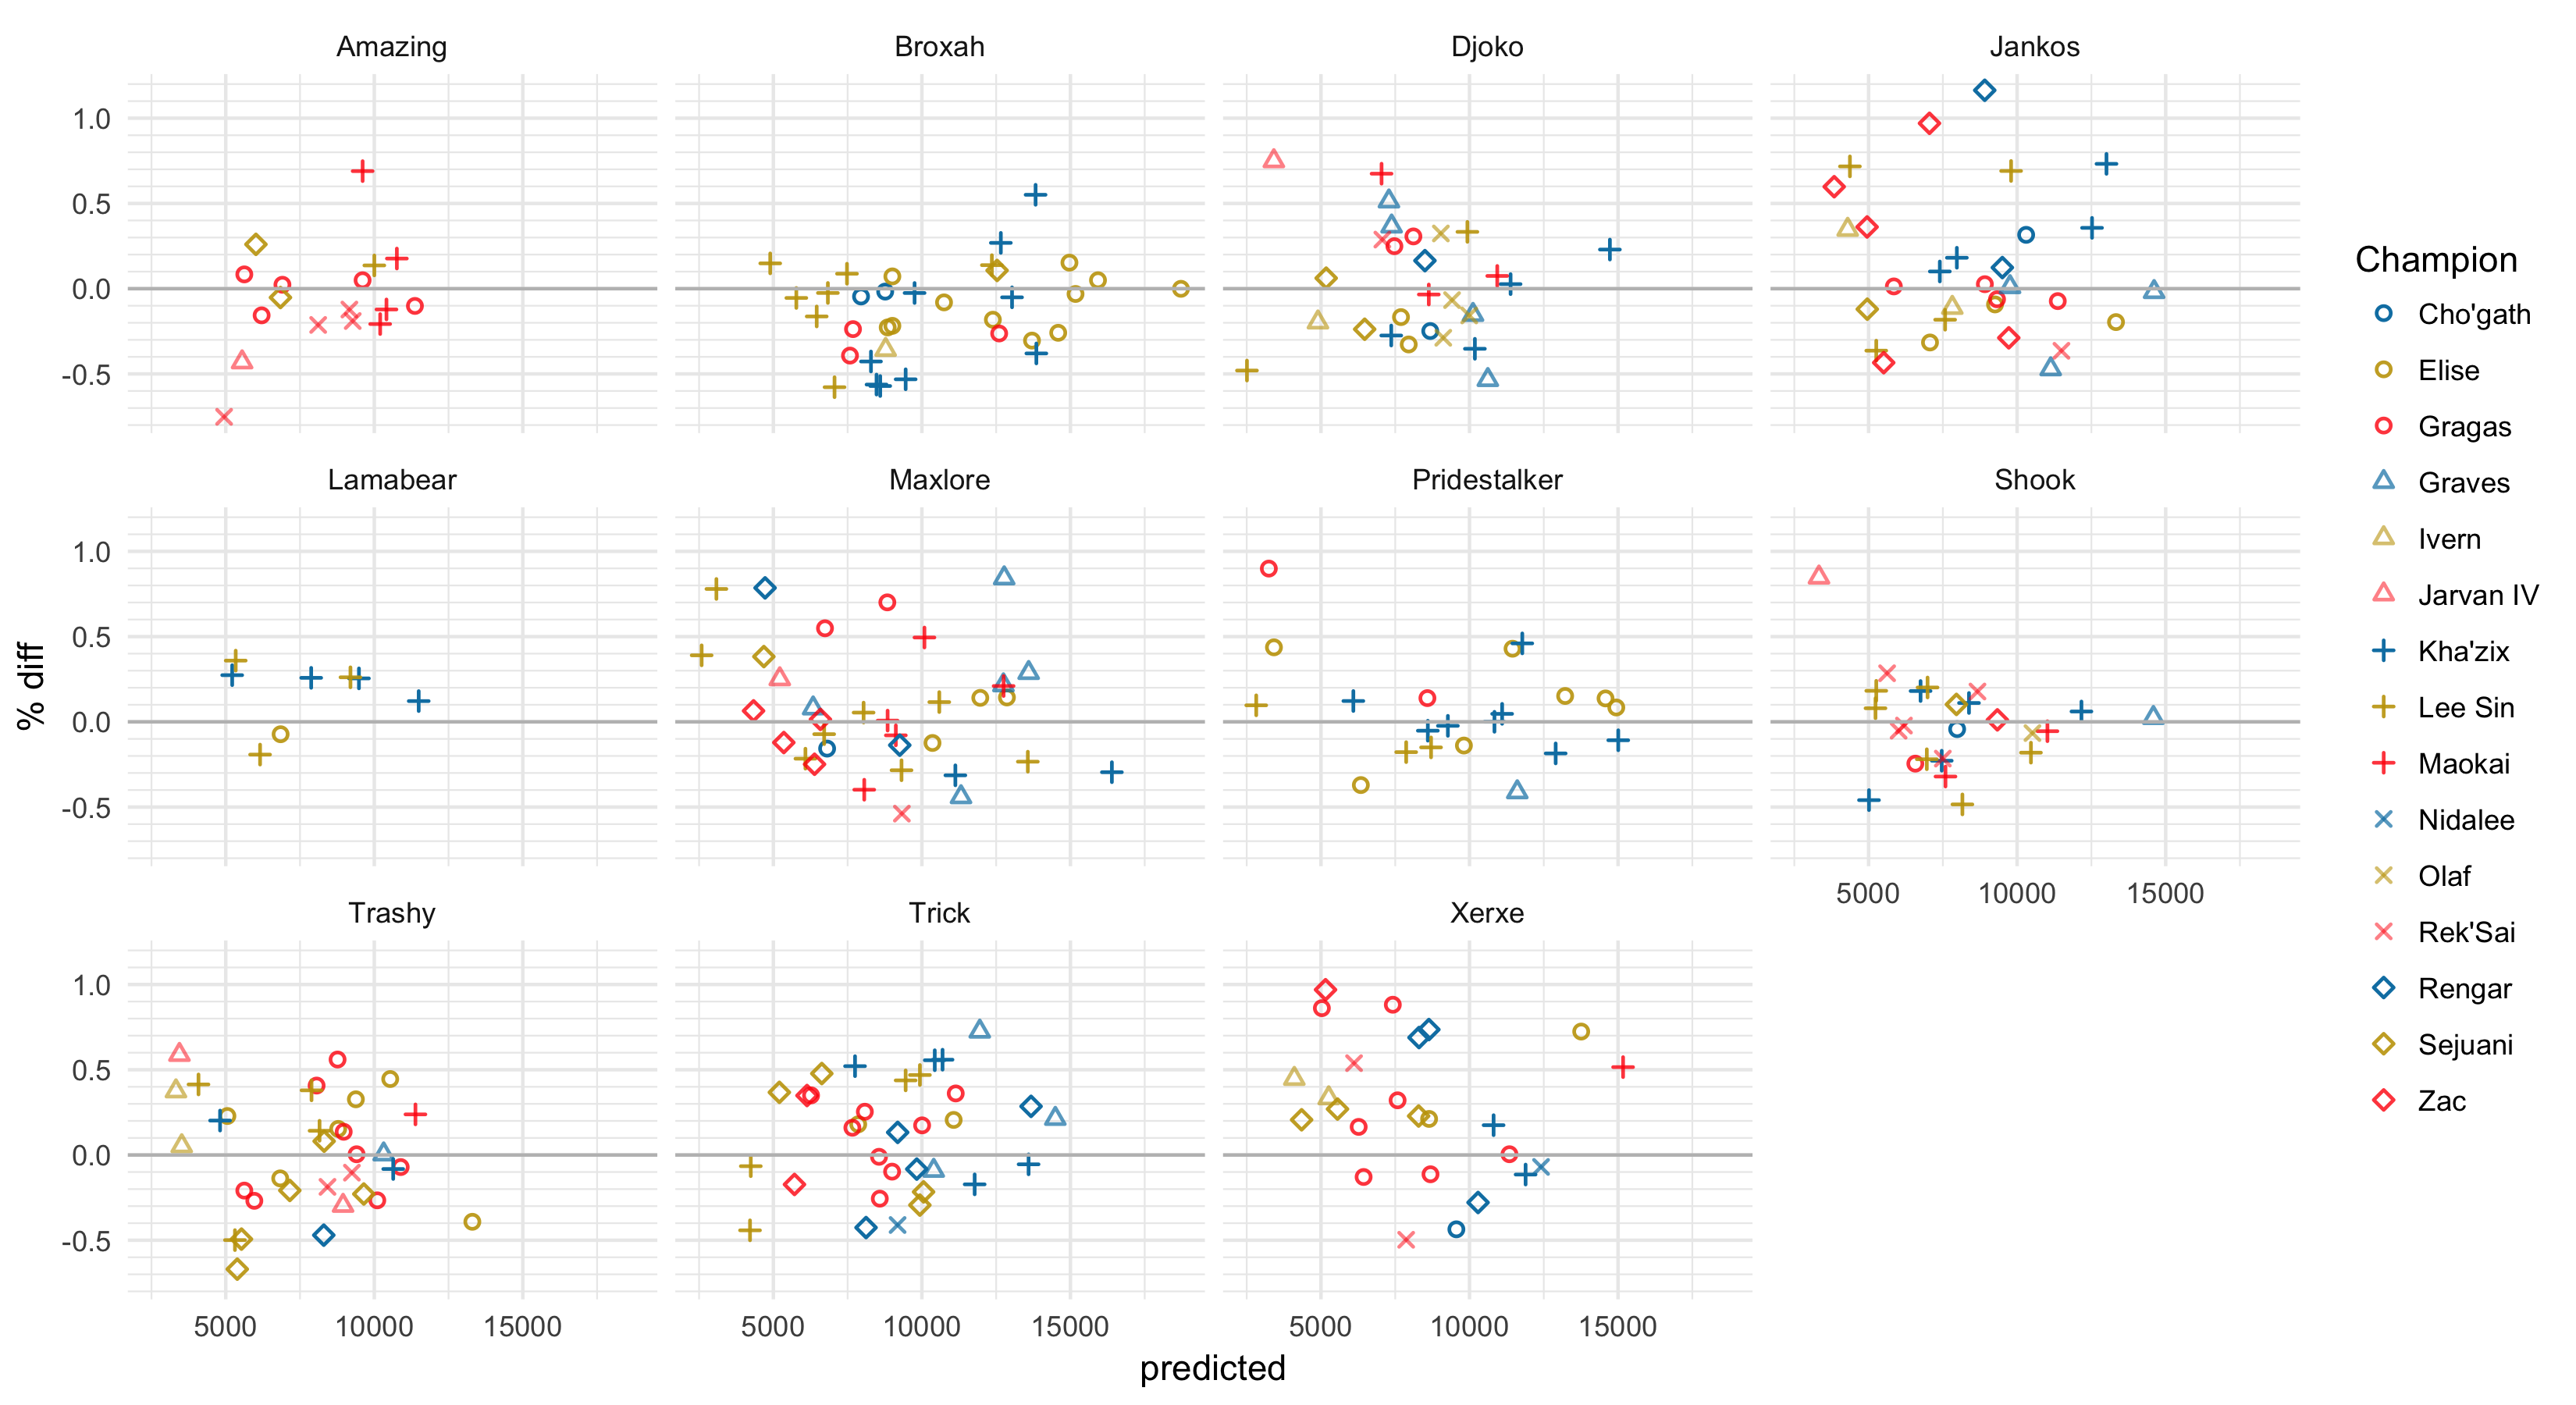 Amazing Broxah Djoko Jankos
1.0
0.5
0.0
-0.5
Lamabear Maxlore Pridestalker Shook
1.0
0.5
0.0
-0.5
5000 10000 15000
Trashy Trick Xerxe
1.0
0.5
0.0
-0.5
5000 10000 15000 5000 10000 15000 5000 10000 15000
predicted
% diff
Champion
Cho'gath
Elise
Gragas
Graves
Ivern
Jarvan IV
Kha'zix
Lee Sin
Maokai
Nidalee
Olaf
Rek'Sai
Rengar
Sejuani
Zac